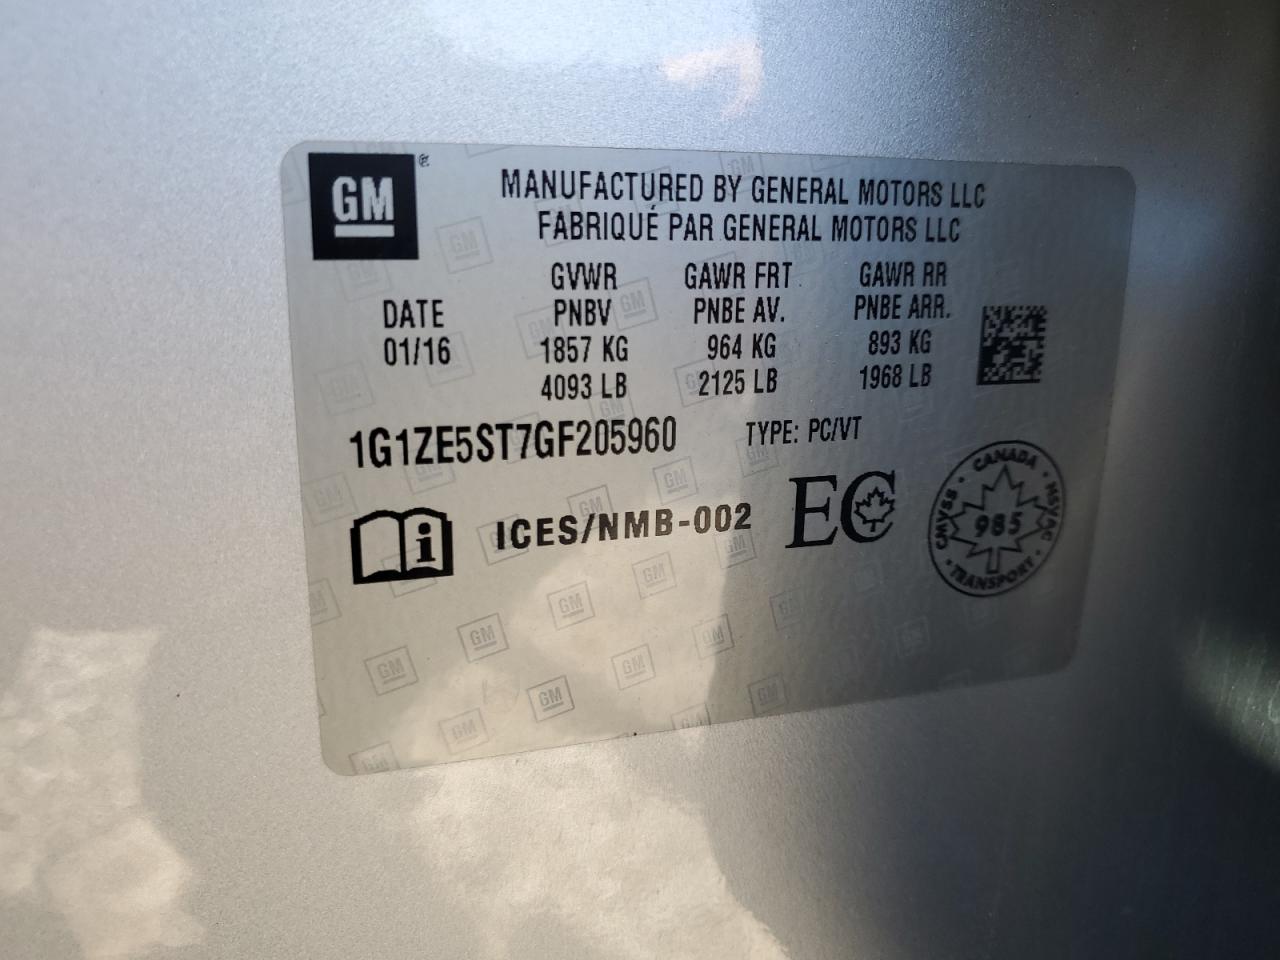 GM
MANUFACTURED BY GENERAL MOTORS LLC
FABRIQUÉ PAR GENERAL MOTORS LLC
GVWR GAWR FRT GAWR RR
DATE PNBV PNBE AV. PNBE ARR.
01/16 1857 KG 964 KG 893 KG
4093 LB 2125 LB 1968 LB
1G1ZE5ST7GF205960 TYPE: PC/VT
i ICES/NMB-002 EC
CANADA
CMVSS 985 NSVAC
TRANSPORT